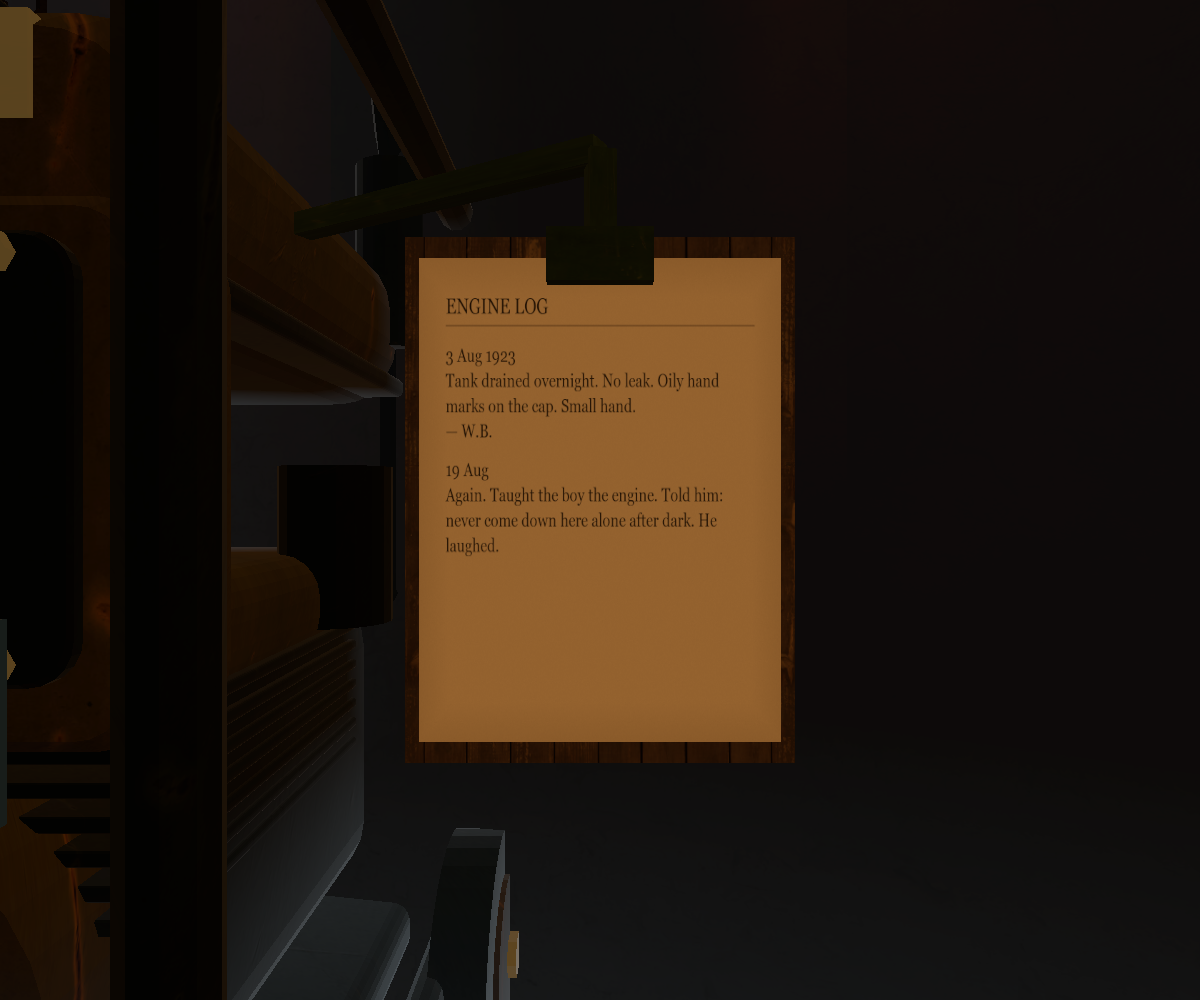 ENGINE LOG
3 Aug 1923
Tank drained overnight. No leak. Oily hand
marks on the cap. Small hand.
— W.B.
19 Aug
Again. Taught the boy the engine. Told him:
never come down here alone after dark. He
laughed.